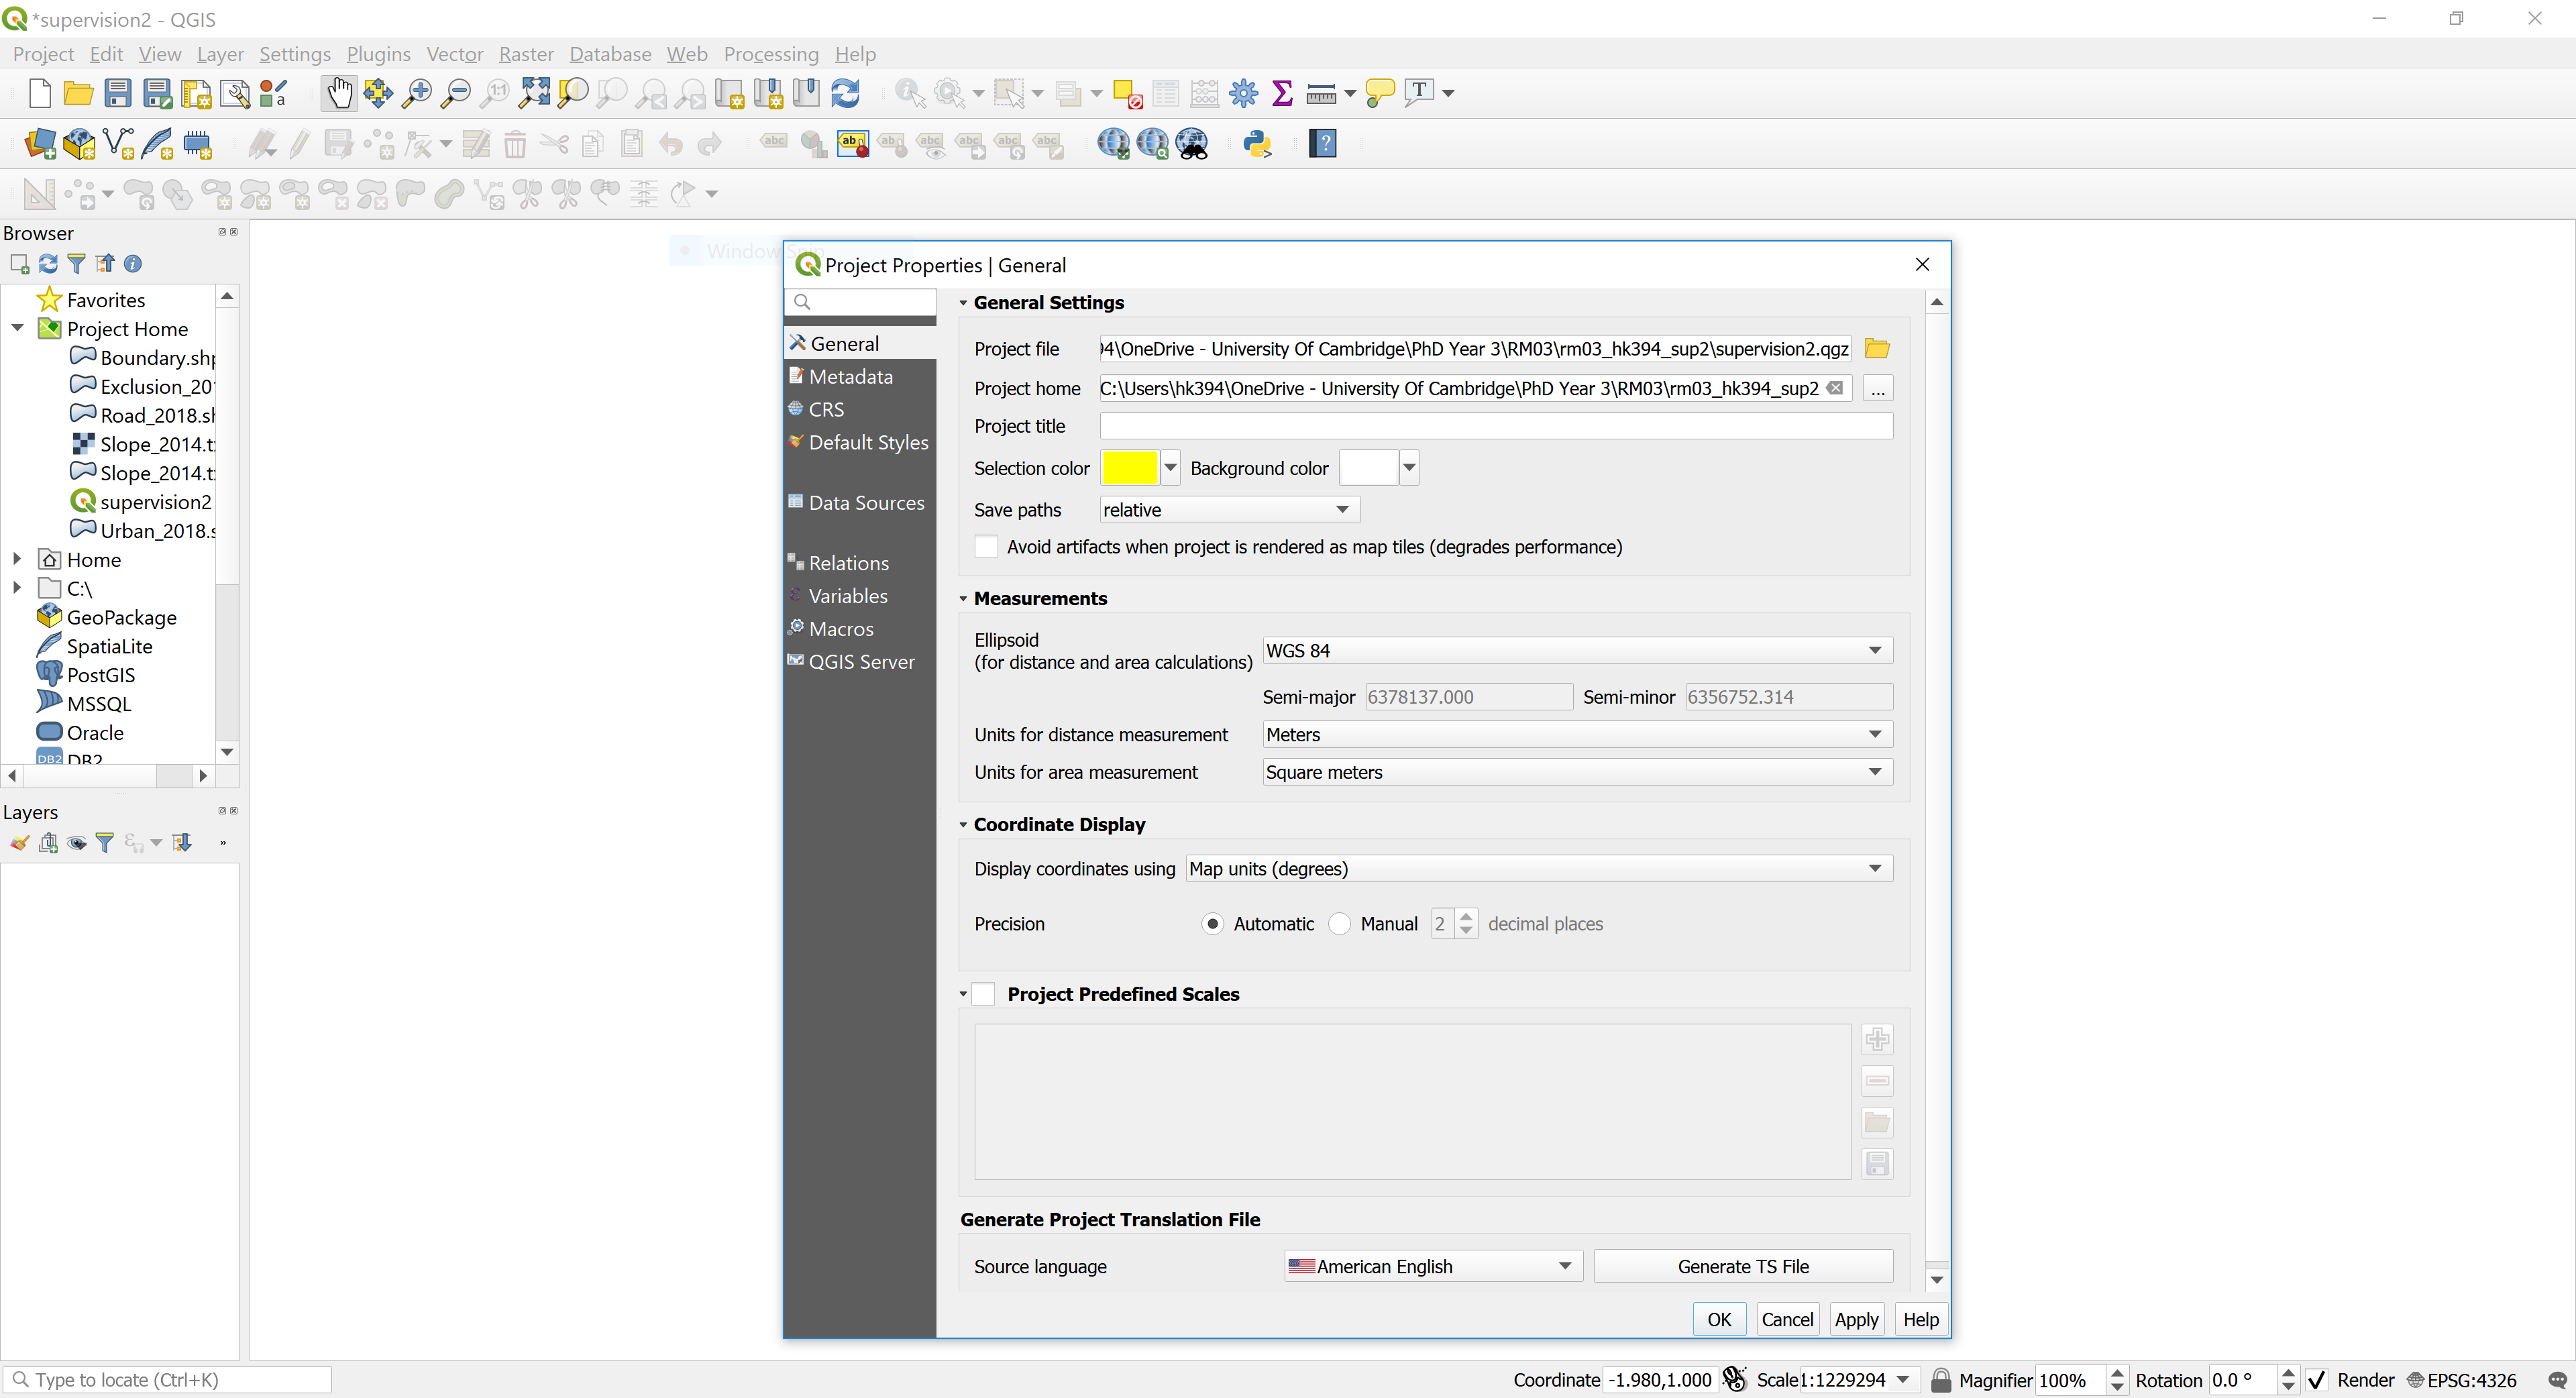 *supervision2 - QGIS
Project Edit View Layer Settings Plugins Vector Raster Database Web Processing Help
Browser
Favorites
Project Home
Boundary.shp
Exclusion_201
Road_2018.sh
Slope_2014.t
Slope_2014.t
supervision2
Urban_2018.s
Home
C:\
GeoPackage
SpatiaLite
PostGIS
MSSQL
Oracle
DB2
Layers
Window Snip
Project Properties | General
General
Metadata
CRS
Default Styles
Data Sources
Relations
Variables
Macros
QGIS Server
General Settings
Project file 94\OneDrive - University Of Cambridge\PhD Year 3\RM03\rm03_hk394_sup2\supervision2.qgz
Project home C:\Users\hk394\OneDrive - University Of Cambridge\PhD Year 3\RM03\rm03_hk394_sup2 ...
Project title
Selection color Background color
Save paths relative
Avoid artifacts when project is rendered as map tiles (degrades performance)
Measurements
Ellipsoid
(for distance and area calculations) WGS 84
Semi-major 6378137.000 Semi-minor 6356752.314
Units for distance measurement Meters
Units for area measurement Square meters
Coordinate Display
Display coordinates using Map units (degrees)
Precision Automatic Manual 2 decimal places
Project Predefined Scales
Generate Project Translation File
Source language American English Generate TS File
OK Cancel Apply Help
Type to locate (Ctrl+K) Coordinate -1.980,1.000 Scale 1:1229294 Magnifier 100% Rotation 0.0 ° Render EPSG:4326